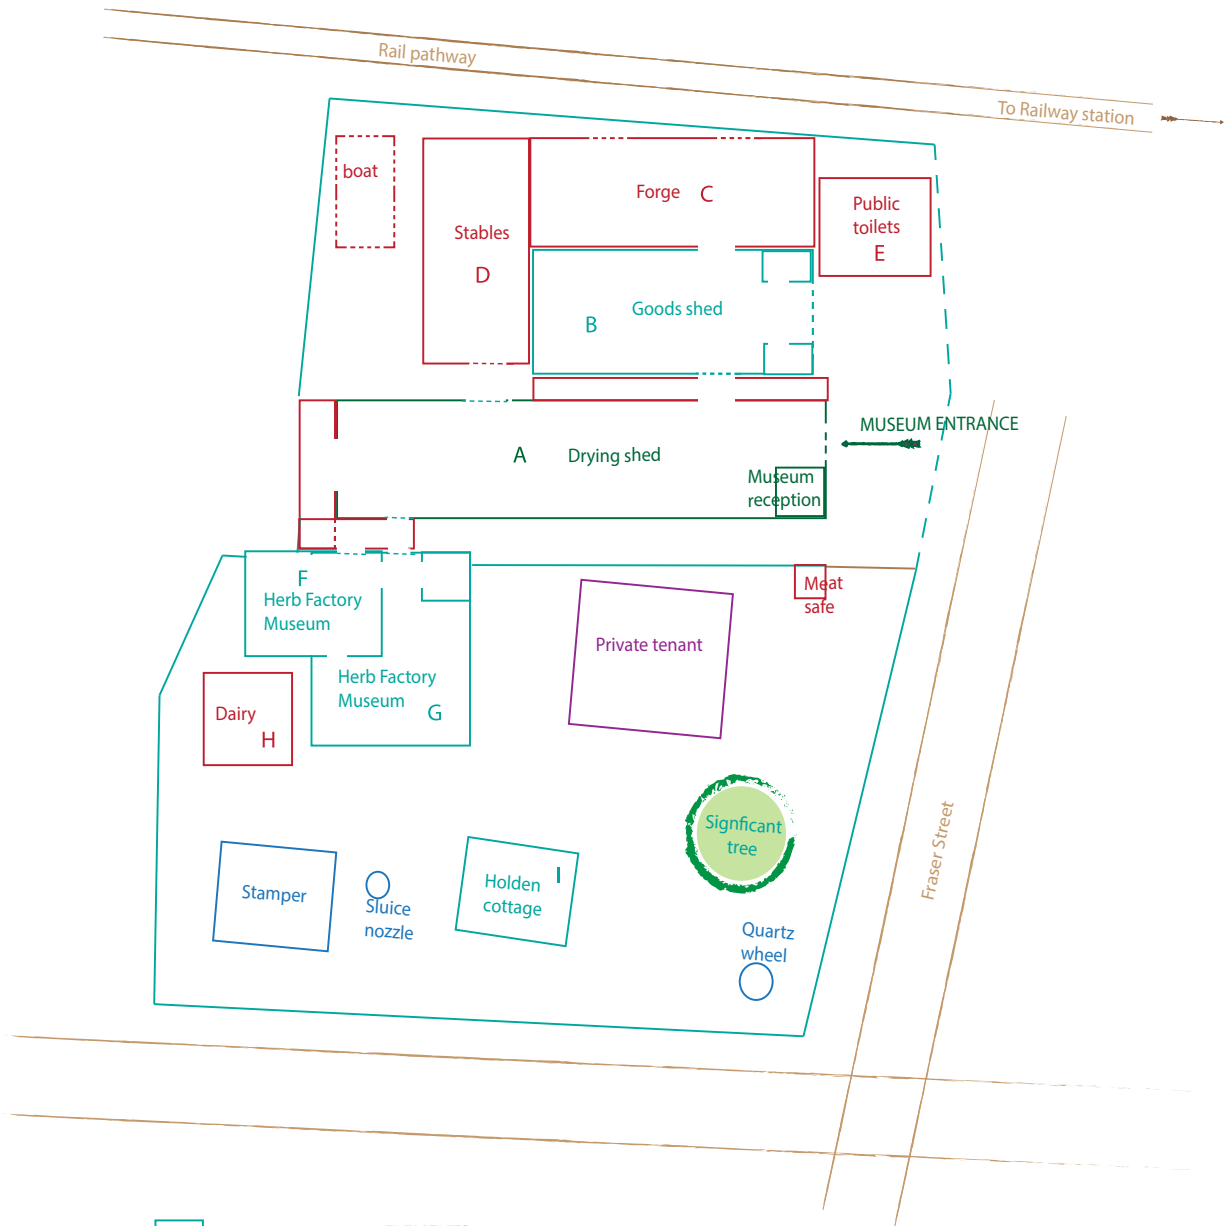 Rail pathway
To Railway station
boat
Forge C
Public
toilets
E
Stables
D
Goods shed
B
MUSEUM ENTRANCE
A Drying shed
Museum
reception
F
Herb Factory
Museum
Meat
safe
Private tenant
Herb Factory
Museum G
Dairy
H
Signficant
tree
Fraser Street
I
Holden
cottage
Stamper
Sluice
nozzle
Quartz
wheel